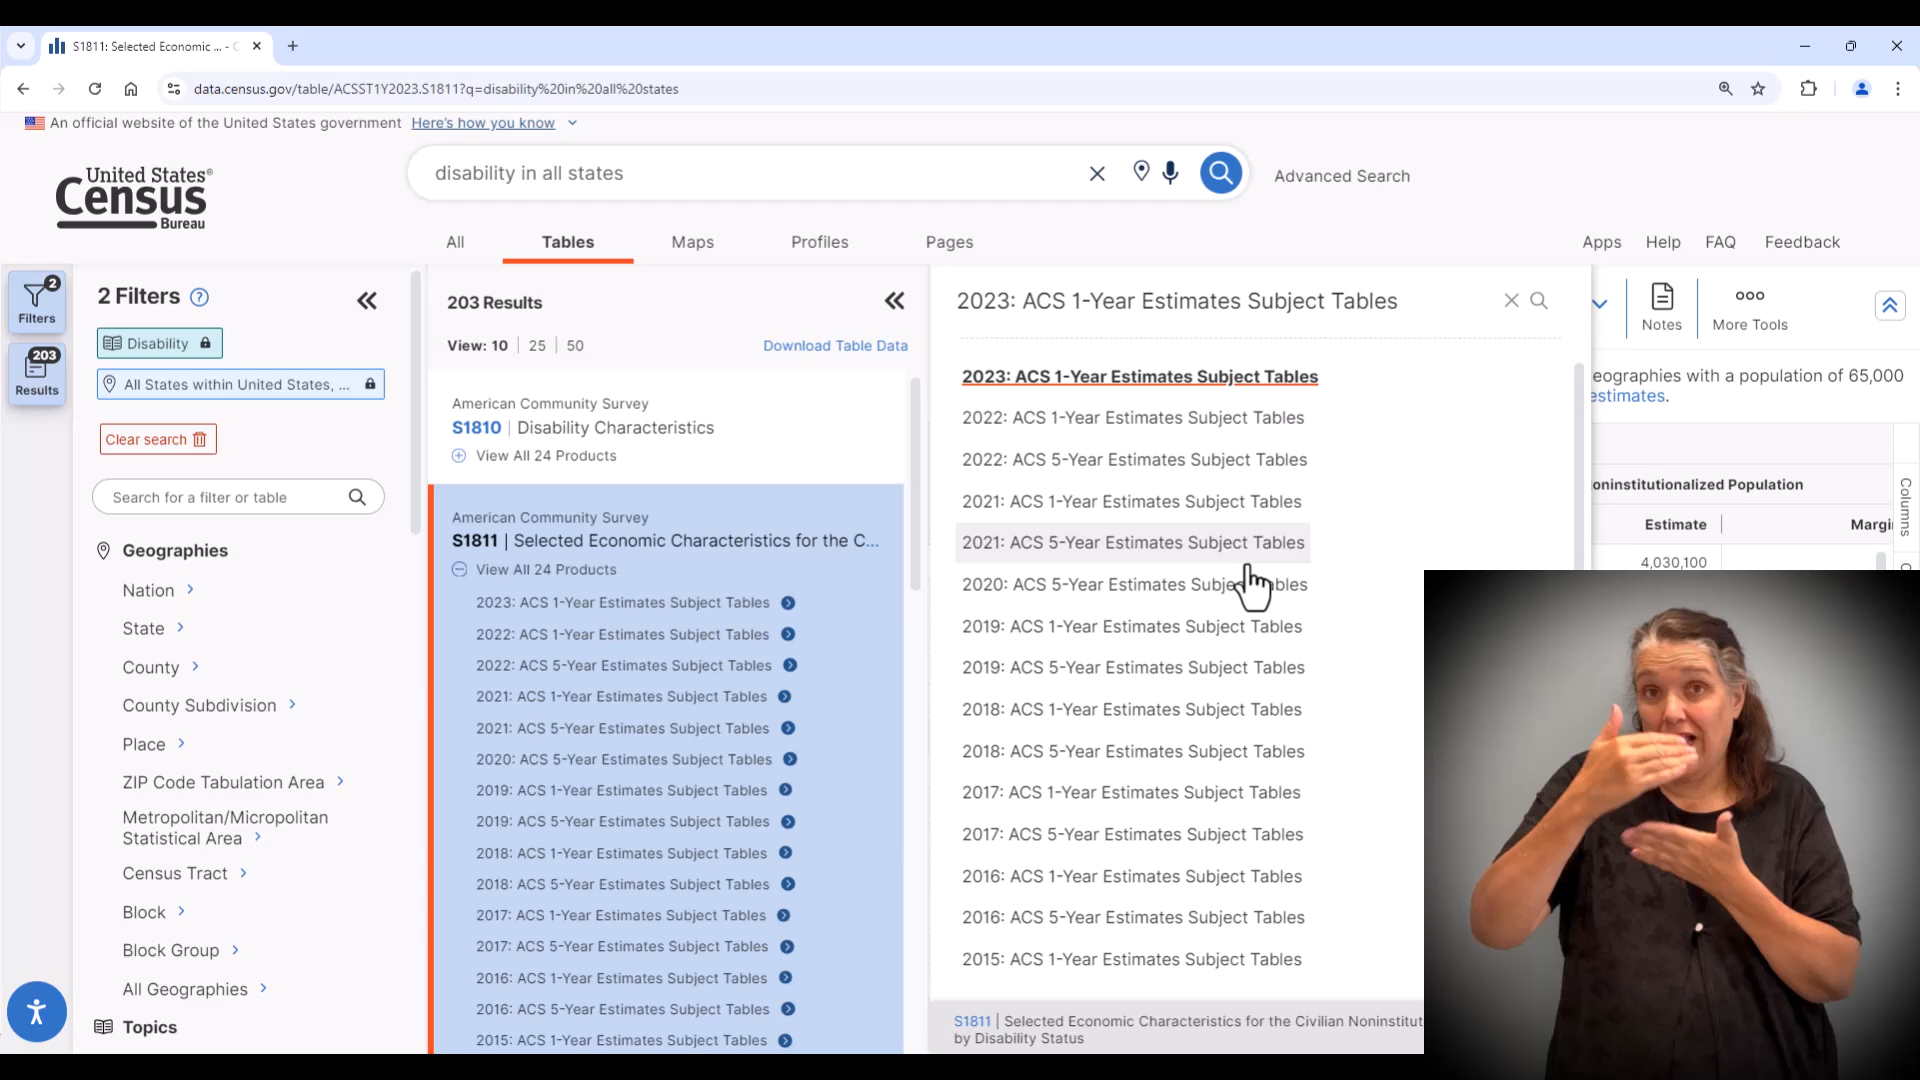 S1811: Selected Economic ... - C
data.census.gov/table/ACSST1Y2023.S1811?q=disability%20in%20all%20states
An official website of the United States government Here's how you know
United States®
Census
Bureau
disability in all states
Advanced Search
All
Tables
Maps
Profiles
Pages
Apps
Help
FAQ
Feedback
2
Filters
203
Results
2 Filters ?
Disability
All States within United States, ...
Clear search
Search for a filter or table
Geographies
Nation
State
County
County Subdivision
Place
ZIP Code Tabulation Area
Metropolitan/Micropolitan
Statistical Area
Census Tract
Block
Block Group
All Geographies
Topics
203 Results
View: 10 | 25 | 50
Download Table Data
American Community Survey
S1810 | Disability Characteristics
View All 24 Products
American Community Survey
S1811 | Selected Economic Characteristics for the C...
View All 24 Products
2023: ACS 1-Year Estimates Subject Tables
2022: ACS 1-Year Estimates Subject Tables
2022: ACS 5-Year Estimates Subject Tables
2021: ACS 1-Year Estimates Subject Tables
2021: ACS 5-Year Estimates Subject Tables
2020: ACS 5-Year Estimates Subject Tables
2019: ACS 1-Year Estimates Subject Tables
2019: ACS 5-Year Estimates Subject Tables
2018: ACS 1-Year Estimates Subject Tables
2018: ACS 5-Year Estimates Subject Tables
2017: ACS 1-Year Estimates Subject Tables
2017: ACS 5-Year Estimates Subject Tables
2016: ACS 1-Year Estimates Subject Tables
2016: ACS 5-Year Estimates Subject Tables
2015: ACS 1-Year Estimates Subject Tables
2023: ACS 1-Year Estimates Subject Tables
2023: ACS 1-Year Estimates Subject Tables
2022: ACS 1-Year Estimates Subject Tables
2022: ACS 5-Year Estimates Subject Tables
2021: ACS 1-Year Estimates Subject Tables
2021: ACS 5-Year Estimates Subject Tables
2020: ACS 5-Year Estimates Subject Tables
2019: ACS 1-Year Estimates Subject Tables
2019: ACS 5-Year Estimates Subject Tables
2018: ACS 1-Year Estimates Subject Tables
2018: ACS 5-Year Estimates Subject Tables
2017: ACS 1-Year Estimates Subject Tables
2017: ACS 5-Year Estimates Subject Tables
2016: ACS 1-Year Estimates Subject Tables
2016: ACS 5-Year Estimates Subject Tables
2015: ACS 1-Year Estimates Subject Tables
S1811 | Selected Economic Characteristics for the Civilian Noninstitut
by Disability Status
Notes
More Tools
eographies with a population of 65,000
estimates.
oninstitutionalized Population
Estimate
Margi
4,030,100
Columns